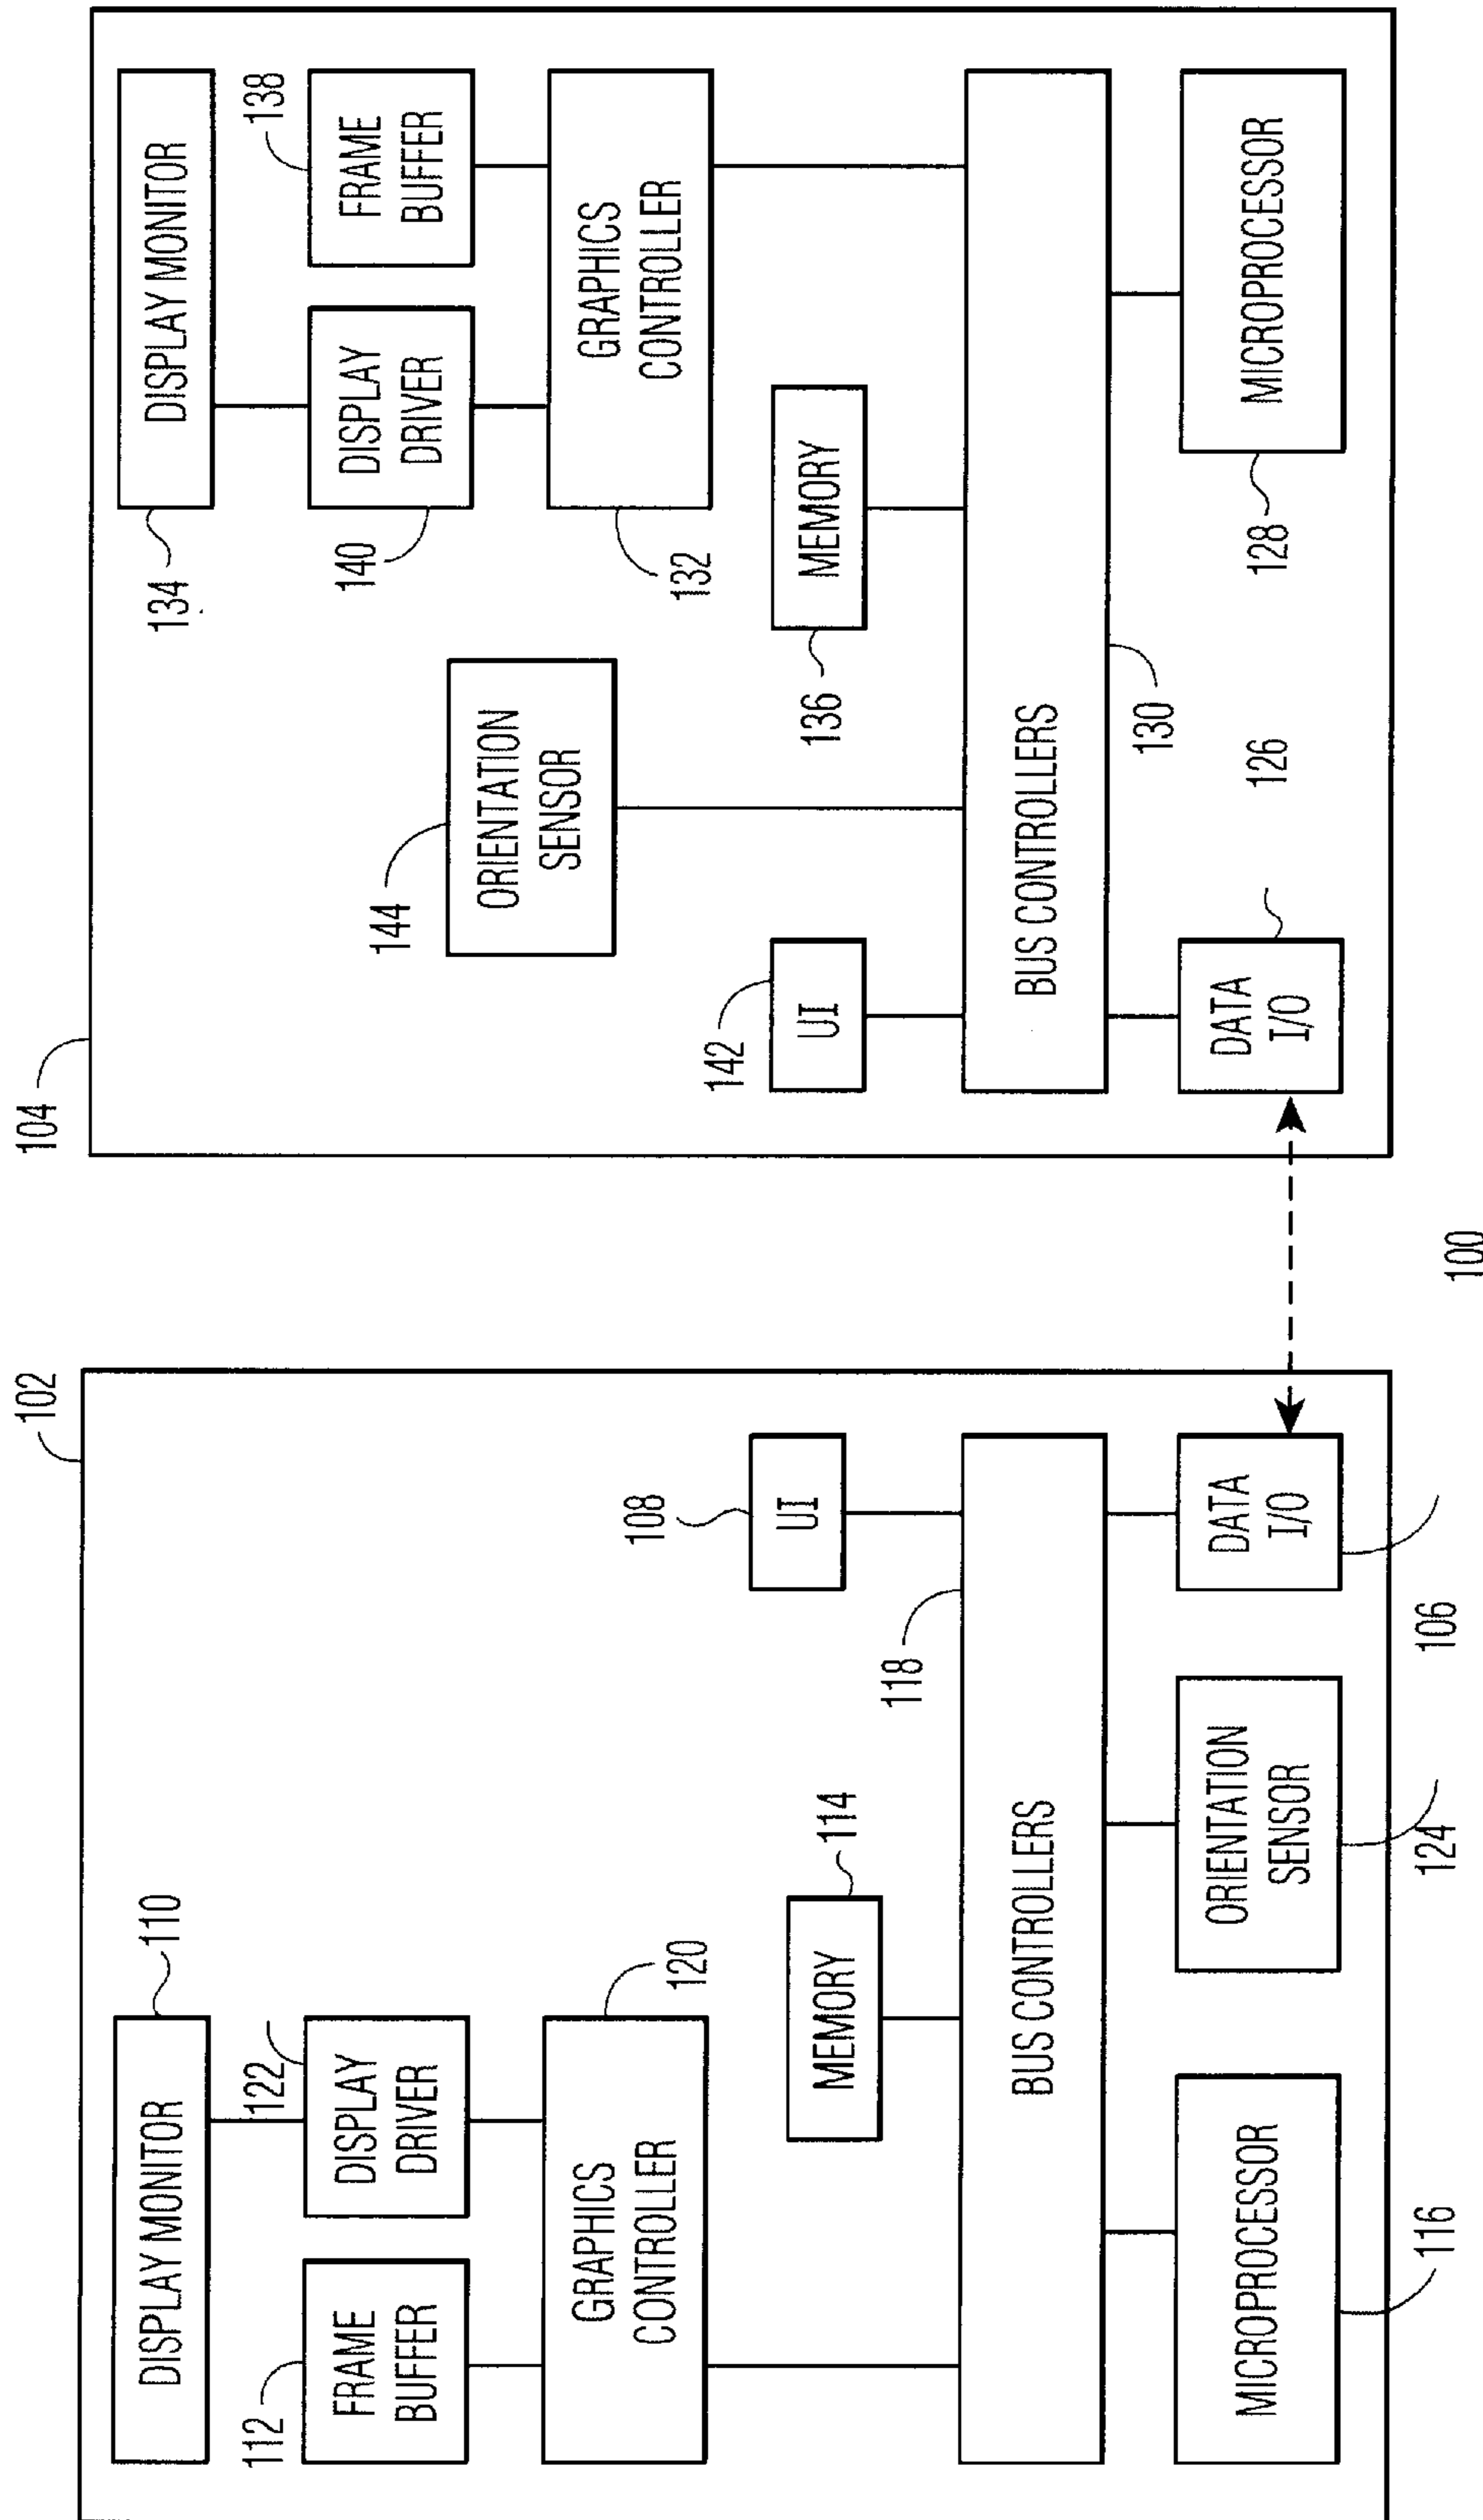 102
DISPLAY MONITOR
110
112
FRAME
BUFFER
122
DISPLAY
DRIVER
GRAPHICS
CONTROLLER
120
MEMORY
114
108
UI
118
BUS CONTROLLERS
MICROPROCESSOR
116
ORIENTATION
SENSOR
124
DATA
I/O
106
100
104
DISPLAY MONITOR
134
138
FRAME
BUFFER
DISPLAY
DRIVER
140
GRAPHICS
CONTROLLER
132
144
ORIENTATION
SENSOR
MEMORY
136
142
UI
BUS CONTROLLERS
130
DATA
I/O
126
MICROPROCESSOR
128